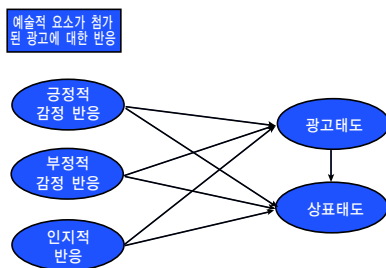 예술적 요소가 첨가
된 광고에 대한 반응
긍정적
감정 반응
광고태도
부정적
감정 반응
상표태도
인지적
반응